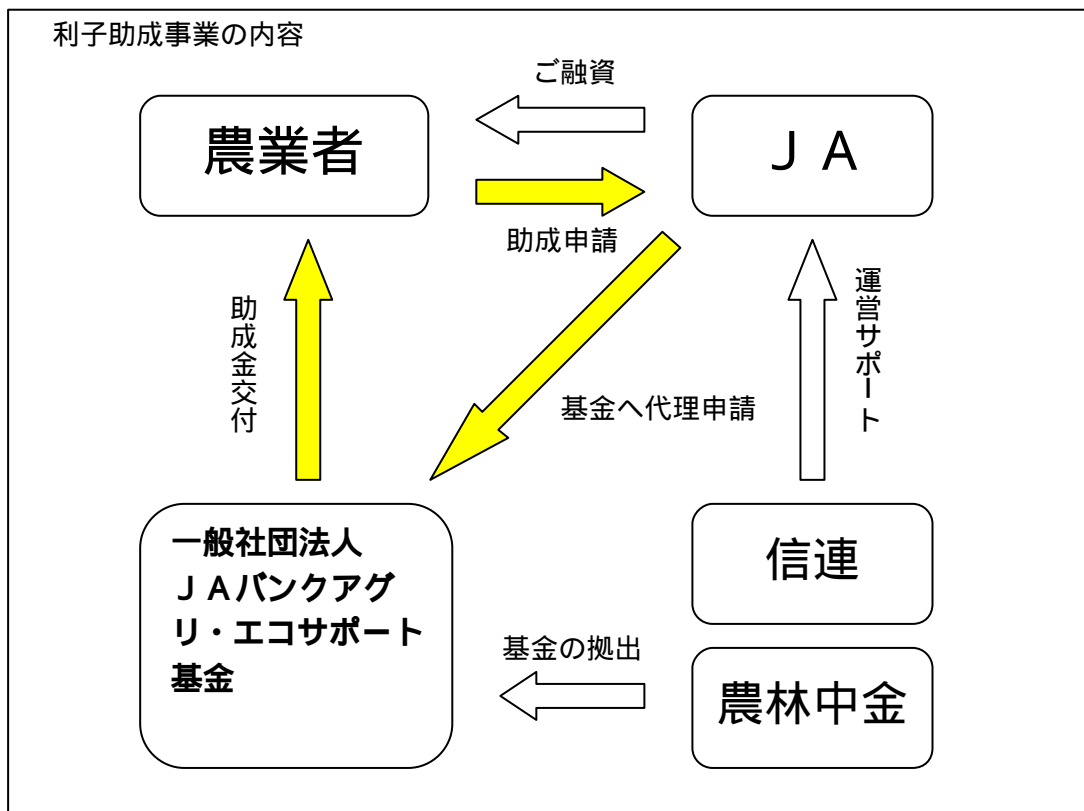 利子助成事業の内容
ご融資
農業者
ＪＡ
助成申請
助成金交付
運営サポート
基金へ代理申請
一般社団法人
ＪＡバンクアグ
リ・エコサポート
基金
信連
基金の拠出
農林中金